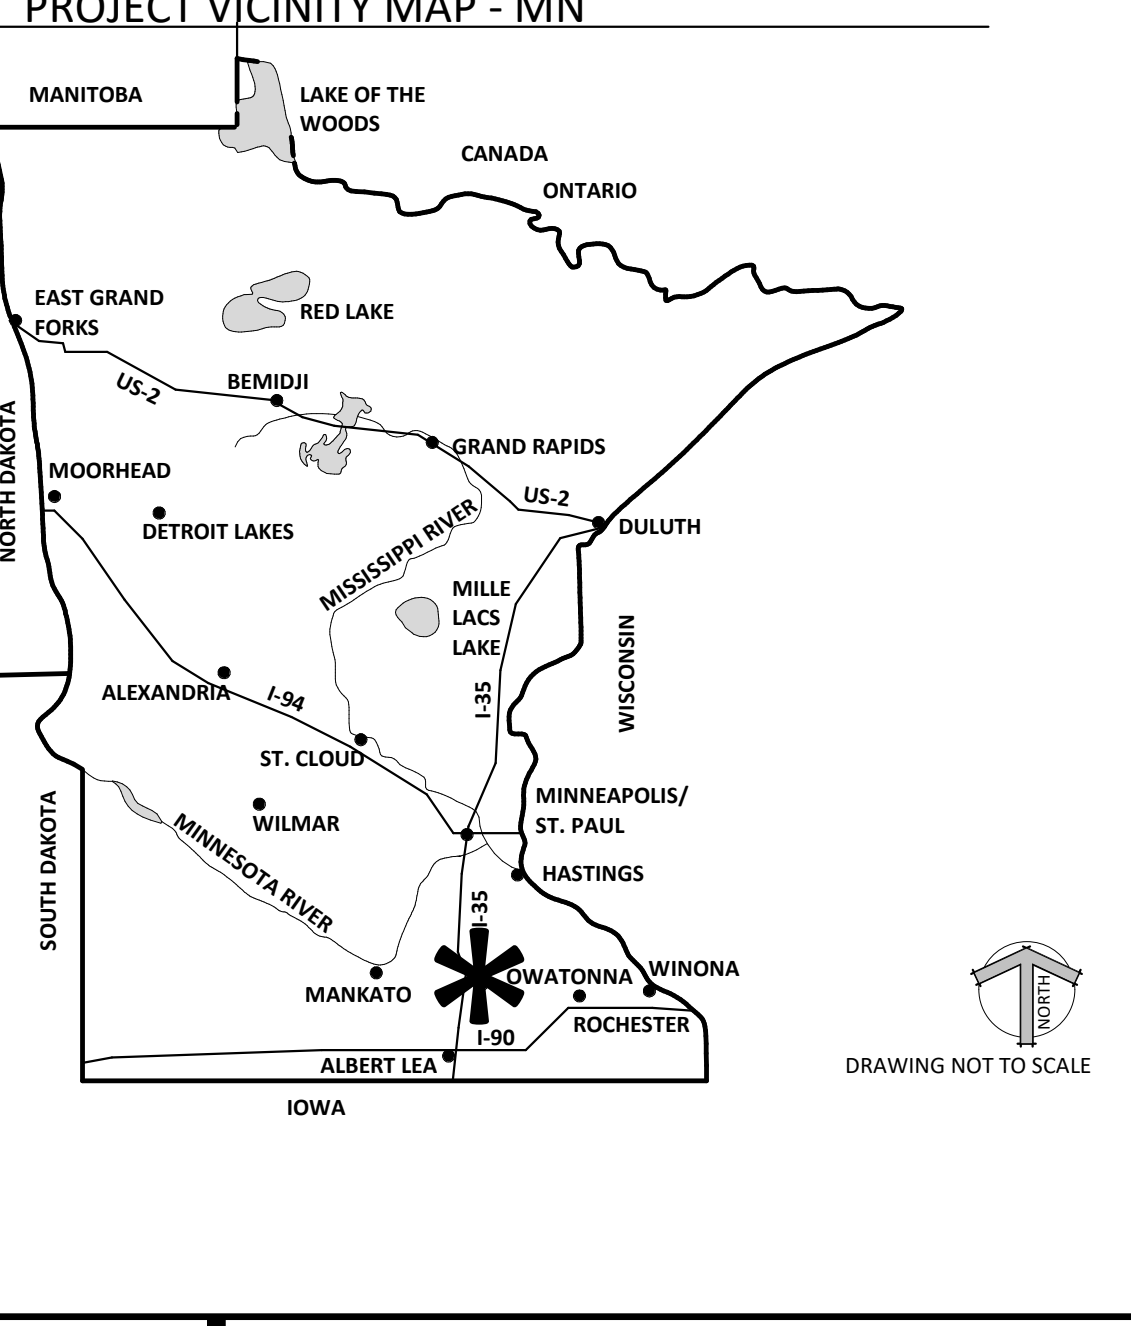 PROJECT VICINITY MAP - MN
MANITOBA
LAKE OF THE
WOODS
CANADA
ONTARIO
EAST GRAND
FORKS
RED LAKE
US-2
BEMIDJI
NORTH DAKOTA
GRAND RAPIDS
MOORHEAD
US-2
DETROIT LAKES
DULUTH
MISSISSIPPI RIVER
MILLE
LACS
LAKE
WISCONSIN
ALEXANDRIA
I-94
I-35
ST. CLOUD
MINNEAPOLIS/
ST. PAUL
SOUTH DAKOTA
WILMAR
MINNESOTA RIVER
HASTINGS
I-35
OWATONNA
WINONA
MANKATO
ROCHESTER
I-90
ALBERT LEA
IOWA
NORTH
DRAWING NOT TO SCALE